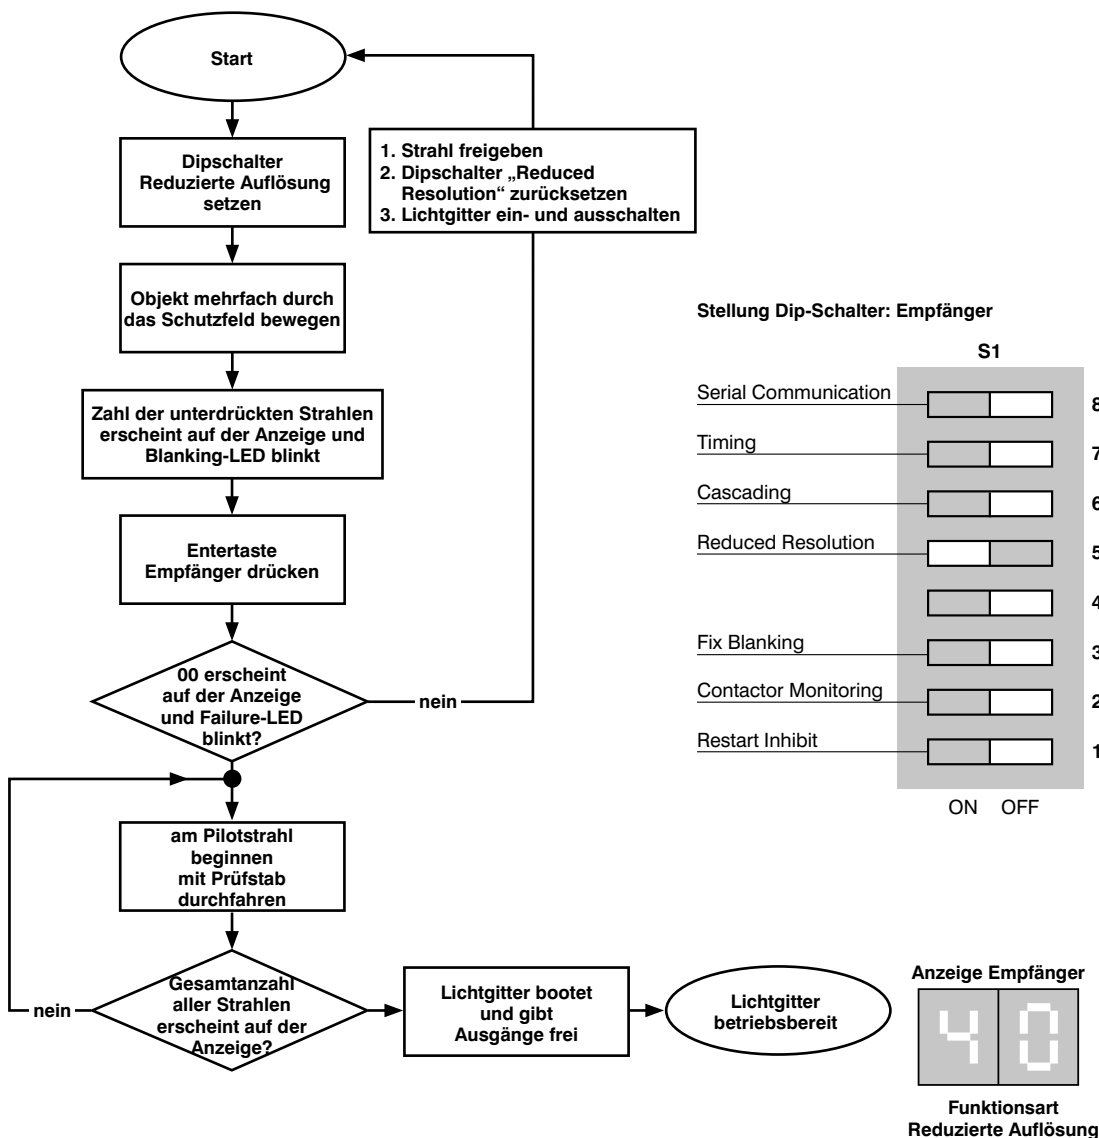 Start
Dipschalter
Reduzierte Auflösung
setzen
Objekt mehrfach durch
das Schutzfeld bewegen
Zahl der unterdrückten Strahlen
erscheint auf der Anzeige und
Blanking-LED blinkt
Entertaste
Empfänger drücken
00 erscheint
auf der Anzeige
und Failure-LED
blinkt?
nein
1. Strahl freigeben
2. Dipschalter „Reduced
Resolution“ zurücksetzen
3. Lichtgitter ein- und ausschalten
am Pilotstrahl
beginnen
mit Prüfstab
durchfahren
Gesamtanzahl
aller Strahlen
erscheint auf der
Anzeige?
nein
Lichtgitter bootet
und gibt
Ausgänge frei
Lichtgitter
betriebsbereit
Stellung Dip-Schalter: Empfänger
S1
Serial Communication 8
Timing 7
Cascading 6
Reduced Resolution 5
4
Fix Blanking 3
Contactor Monitoring 2
Restart Inhibit 1
ON OFF
Anzeige Empfänger
40
Funktionsart
Reduzierte Auflösung